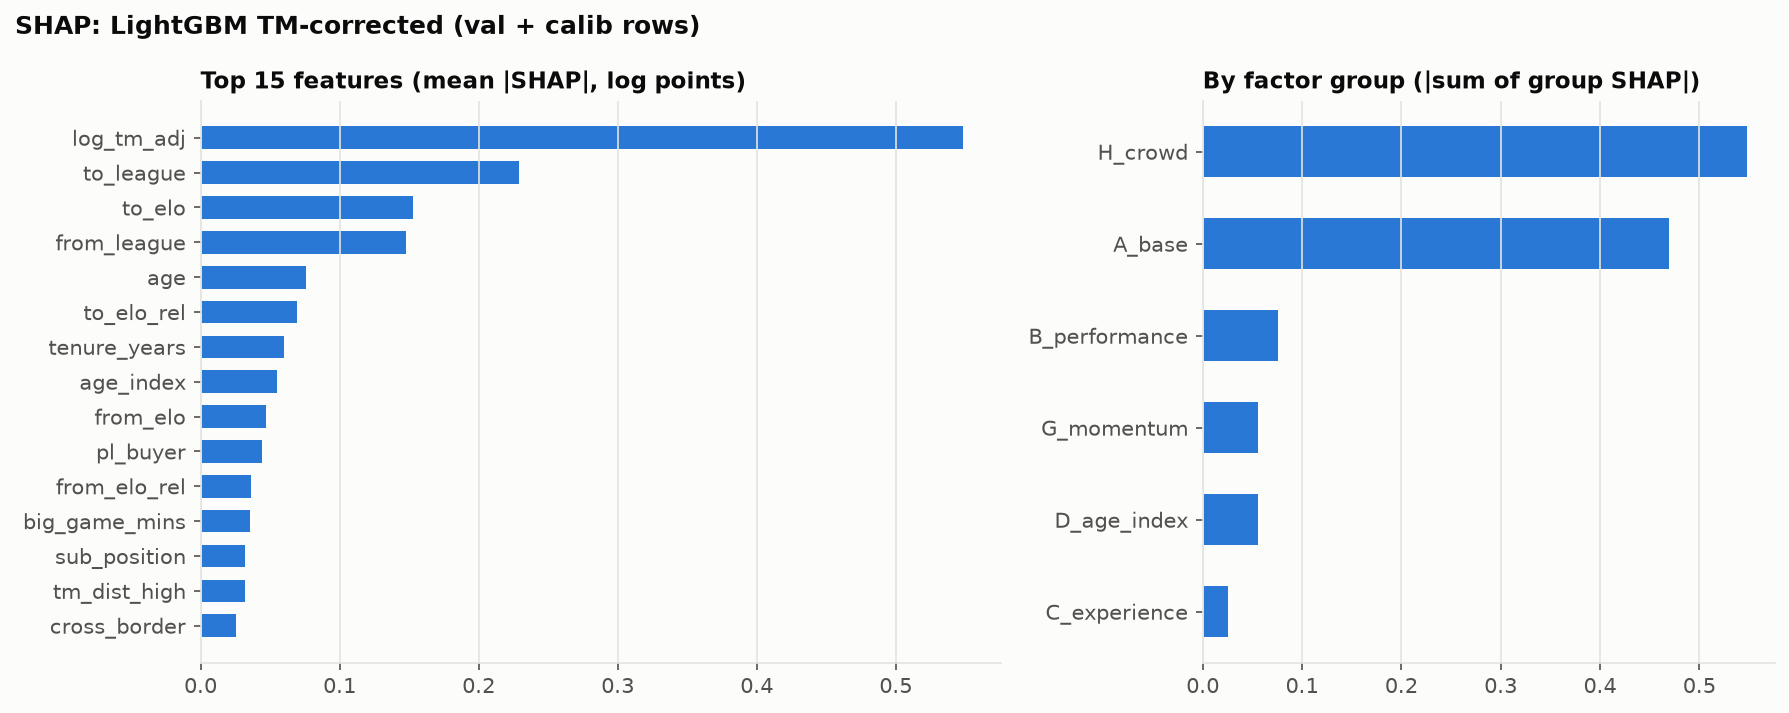 SHAP: LightGBM TM-corrected (val + calib rows)
Top 15 features (mean |SHAP|, log points)
log_tm_adj
to_league
to_elo
from_league
age
to_elo_rel
tenure_years
age_index
from_elo
pl_buyer
from_elo_rel
big_game_mins
sub_position
tm_dist_high
cross_border
0.0 0.1 0.2 0.3 0.4 0.5
By factor group (|sum of group SHAP|)
H_crowd
A_base
B_performance
G_momentum
D_age_index
C_experience
0.0 0.1 0.2 0.3 0.4 0.5